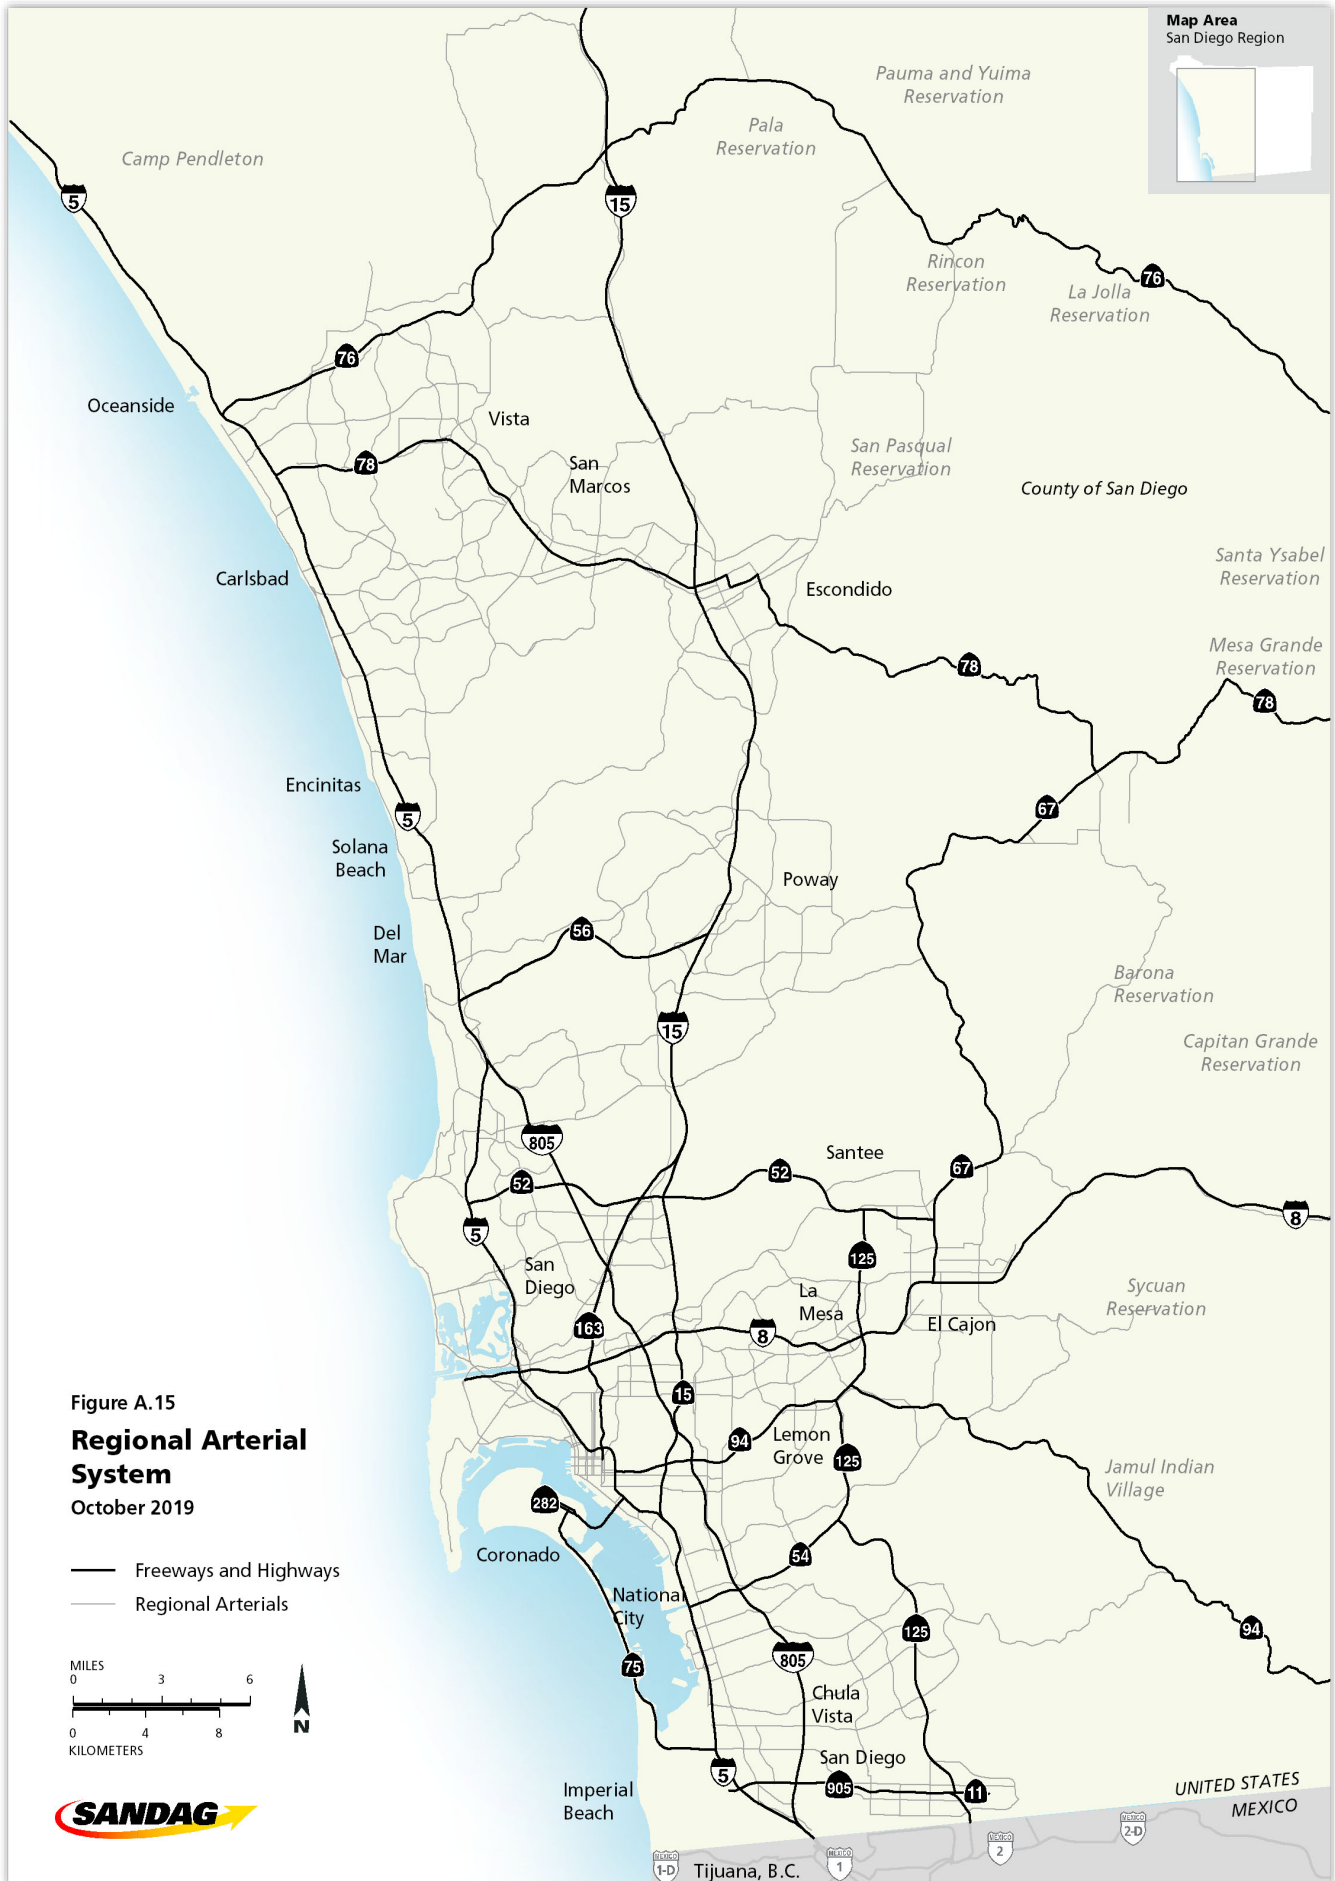 Map Area
San Diego Region
Pauma and Yuima
Reservation
Pala
Reservation
Camp Pendleton
5
15
Rincon
Reservation
La Jolla
Reservation
76
76
Oceanside
Vista
78
San
Marcos
San Pasqual
Reservation
County of San Diego
Santa Ysabel
Reservation
Carlsbad
Escondido
78
Mesa Grande
Reservation
78
Encinitas
5
67
Solana
Beach
Poway
56
Del
Mar
Barona
Reservation
15
Capitan Grande
Reservation
805
Santee
52
67
52
5
8
125
San
Diego
La
Mesa
Sycuan
Reservation
163
8
El Cajon
15
Figure A.15
Regional Arterial
System
October 2019
94
Lemon
Grove
125
Jamul Indian
Village
282
Coronado
54
Freeways and Highways
Regional Arterials
National
City
125
94
805
75
MILES
0 3 6
0 4 8
KILOMETERS
N
Chula
Vista
San Diego
5
905
11
Imperial
Beach
UNITED STATES
MEXICO
SANDAG
MEXICO
2-D
MEXICO
2
MEXICO
1
MEXICO
1-D
Tijuana, B.C.